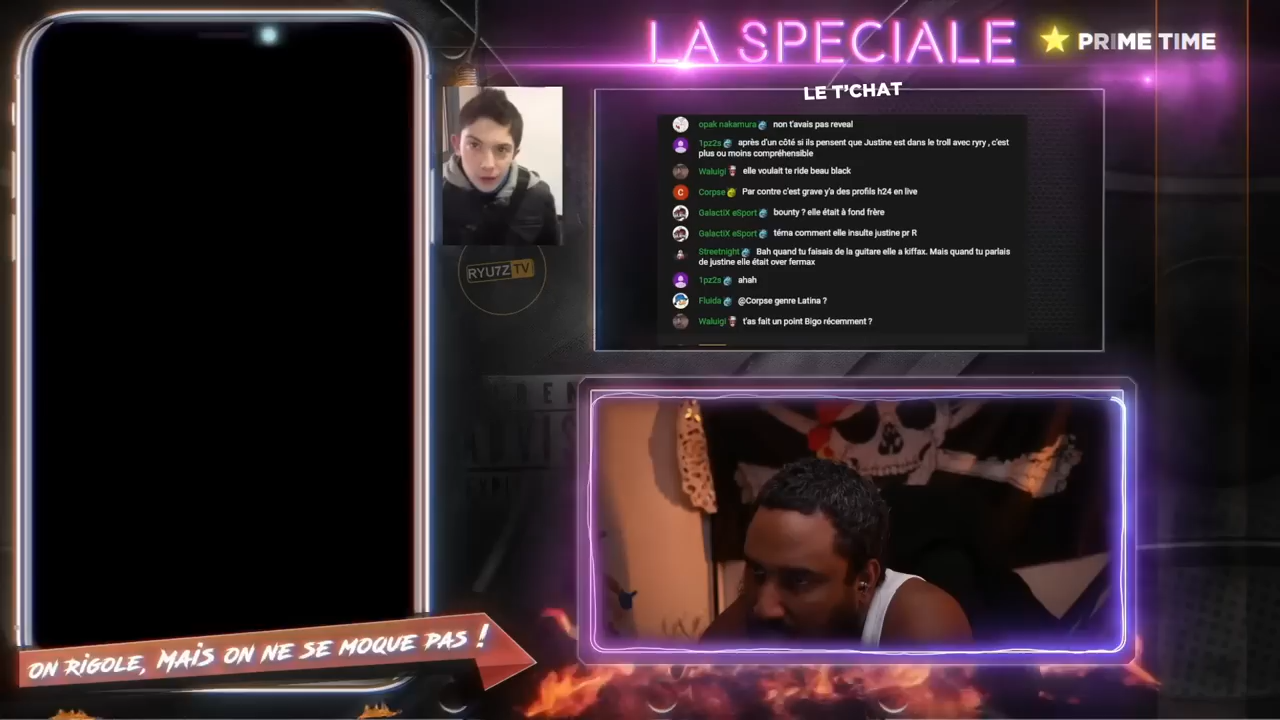 LA SPECIALE
PRIME TIME
LE T'CHAT
opak nakamura non t'avais pas reveal
1pz2s après d'un côté si ils pensent que Justine est dans le troll avec ryry , c'est
plus ou moins compréhensible
Waluigi elle voulait te ride beau black
C Corpse Par contre c'est grave y'a des profils h24 en live
GalactiX eSport bounty ? elle était à fond frère
GalactiX eSport téma comment elle insulte justine pr R
Streetnight Bah quand tu faisais de la guitare elle a kiffax. Mais quand tu parlais
de justine elle était over fermax
1pz2s ahah
Fluida @Corpse genre Latina ?
Waluigi t'as fait un point Bigo récemment ?
RYU7Z TV
ON RIGOLE, MAIS ON NE SE MOQUE PAS !